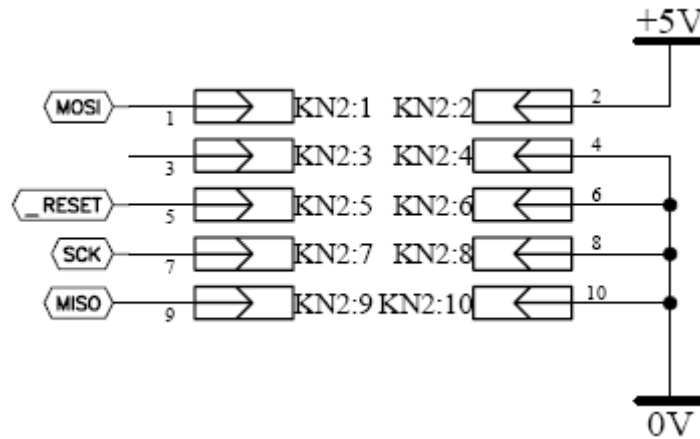 +5V
MOSI 1 KN2:1 KN2:2 2
3 KN2:3 KN2:4 4
_RESET 5 KN2:5 KN2:6 6
SCK 7 KN2:7 KN2:8 8
MISO 9 KN2:9 KN2:10 10
0V